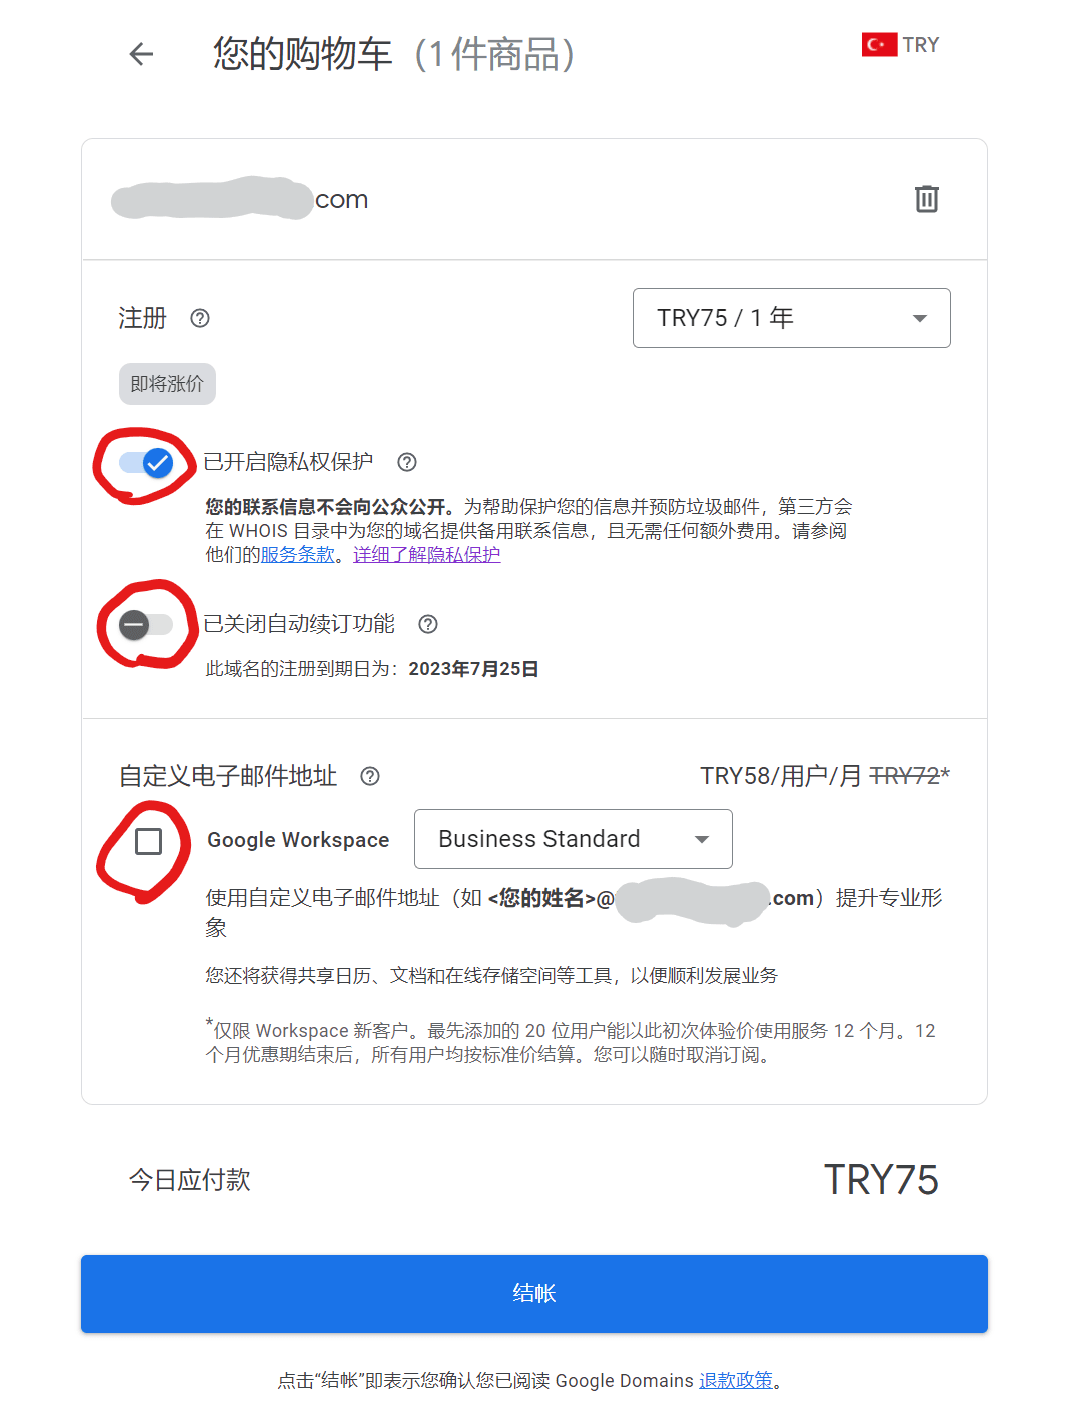 您的购物车（1 件商品）
TRY
com
注册
TRY75 / 1 年
即将涨价
已开启隐私权保护
您的联系信息不会向公众公开。为帮助保护您的信息并预防垃圾邮件，第三方会
在 WHOIS 目录中为您的域名提供备用联系信息，且无需任何额外费用。请参阅
他们的服务条款。详细了解隐私保护
已关闭自动续订功能
此域名的注册到期日为：2023年7月25日
自定义电子邮件地址
TRY58/用户/月 TRY72*
Google Workspace
Business Standard
使用自定义电子邮件地址（如 <您的姓名>@ .com）提升专业形
象
您还将获得共享日历、文档和在线存储空间等工具，以便顺利发展业务
*仅限 Workspace 新客户。最先添加的 20 位用户能以此初次体验价使用服务 12 个月。12
个月优惠期结束后，所有用户均按标准价结算。您可以随时取消订阅。
今日应付款
TRY75
结帐
点击“结帐”即表示您确认您已阅读 Google Domains 退款政策。